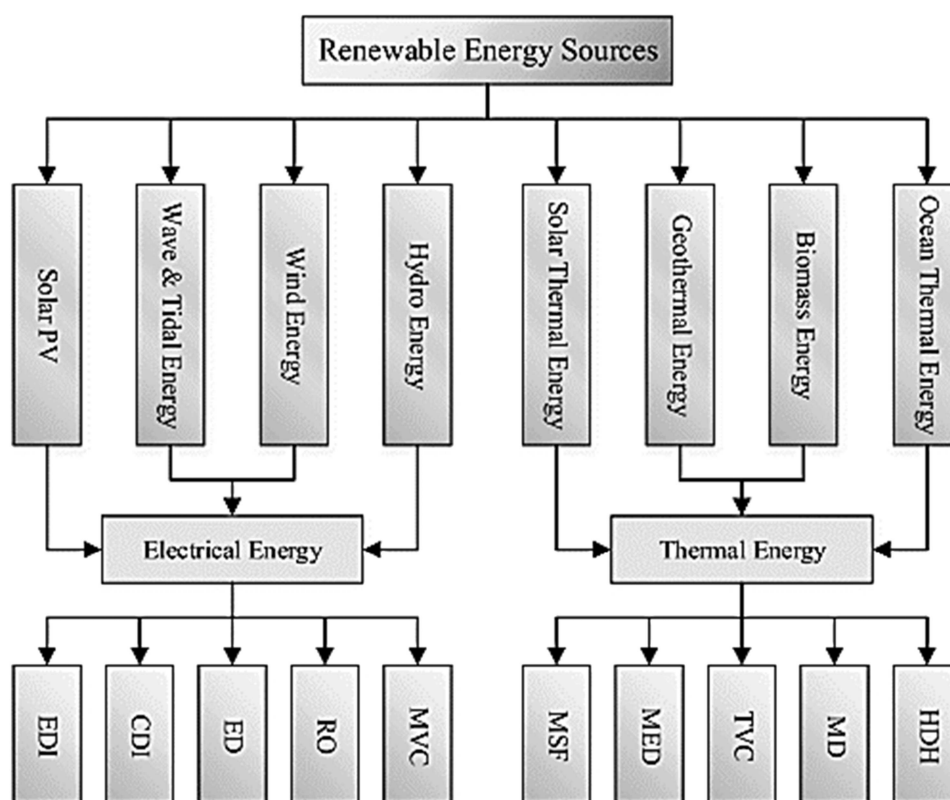 Renewable Energy Sources
Solar PV
Wave & Tidal Energy
Wind Energy
Hydro Energy
Solar Thermal Energy
Geothermal Energy
Biomass Energy
Ocean Thermal Energy
Electrical Energy
Thermal Energy
EDI
CDI
ED
RO
MVC
MSF
MED
TVC
MD
HDH